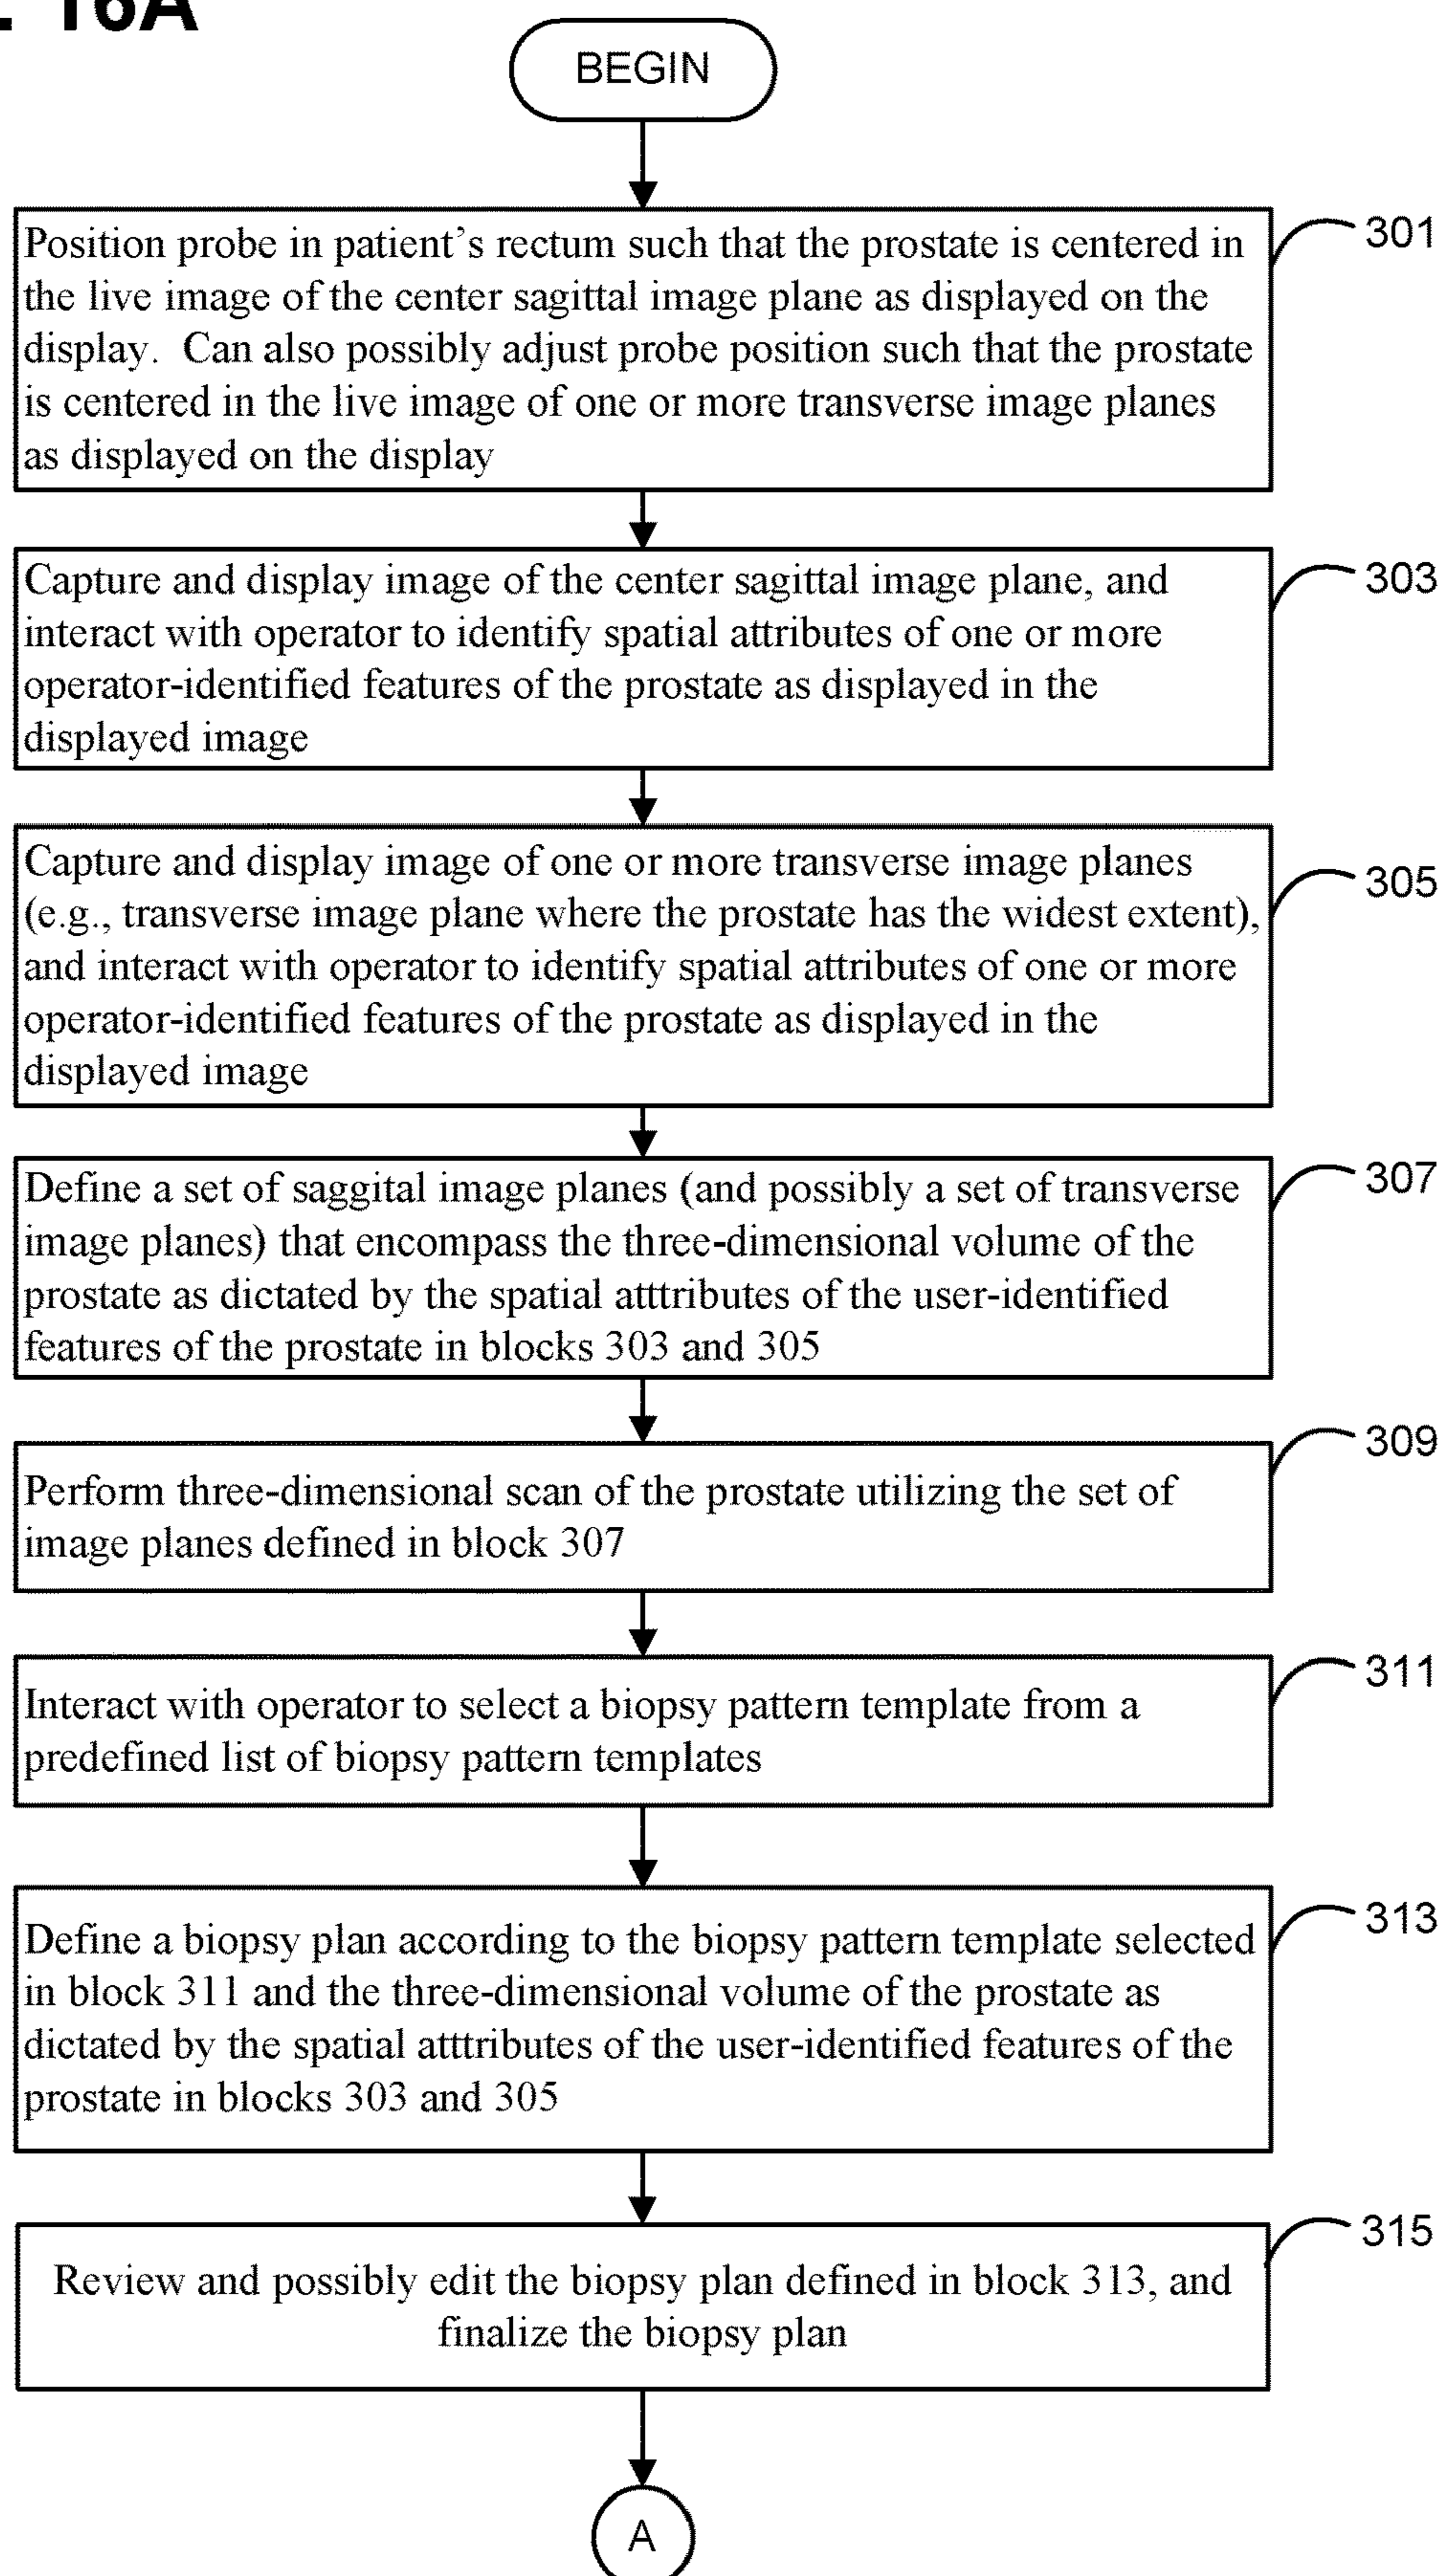 16A
BEGIN
Position probe in patient's rectum such that the prostate is centered in
the live image of the center sagittal image plane as displayed on the
display. Can also possibly adjust probe position such that the prostate
is centered in the live image of one or more transverse image planes
as displayed on the display
301
Capture and display image of the center sagittal image plane, and
interact with operator to identify spatial attributes of one or more
operator-identified features of the prostate as displayed in the
displayed image
303
Capture and display image of one or more transverse image planes
(e.g., transverse image plane where the prostate has the widest extent),
and interact with operator to identify spatial attributes of one or more
operator-identified features of the prostate as displayed in the
displayed image
305
Define a set of saggital image planes (and possibly a set of transverse
image planes) that encompass the three-dimensional volume of the
prostate as dictated by the spatial atttributes of the user-identified
features of the prostate in blocks 303 and 305
307
Perform three-dimensional scan of the prostate utilizing the set of
image planes defined in block 307
309
Interact with operator to select a biopsy pattern template from a
predefined list of biopsy pattern templates
311
Define a biopsy plan according to the biopsy pattern template selected
in block 311 and the three-dimensional volume of the prostate as
dictated by the spatial atttributes of the user-identified features of the
prostate in blocks 303 and 305
313
Review and possibly edit the biopsy plan defined in block 313, and
finalize the biopsy plan
315
A